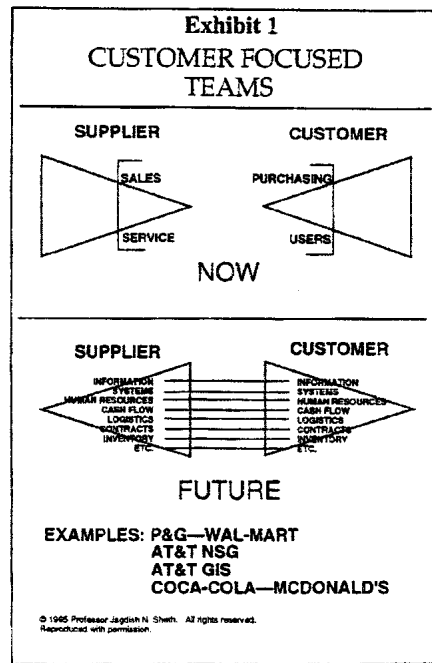 Exhibit 1
CUSTOMER FOCUSED
TEAMS
SUPPLIER CUSTOMER
SALES PURCHASING
SERVICE USERS
NOW
SUPPLIER CUSTOMER
INFORMATION INFORMATION
SYSTEMS SYSTEMS
HUMAN RESOURCES HUMAN RESOURCES
CASH FLOW CASH FLOW
LOGISTICS LOGISTICS
CONTRACTS CONTRACTS
INVENTORY INVENTORY
ETC. ETC.
FUTURE
EXAMPLES: P&G—WAL-MART
AT&T NSG
AT&T GIS
COCA-COLA—MCDONALD'S
© 1995 Professor Jagdish N. Sheth. All rights reserved.
Reproduced with permission.